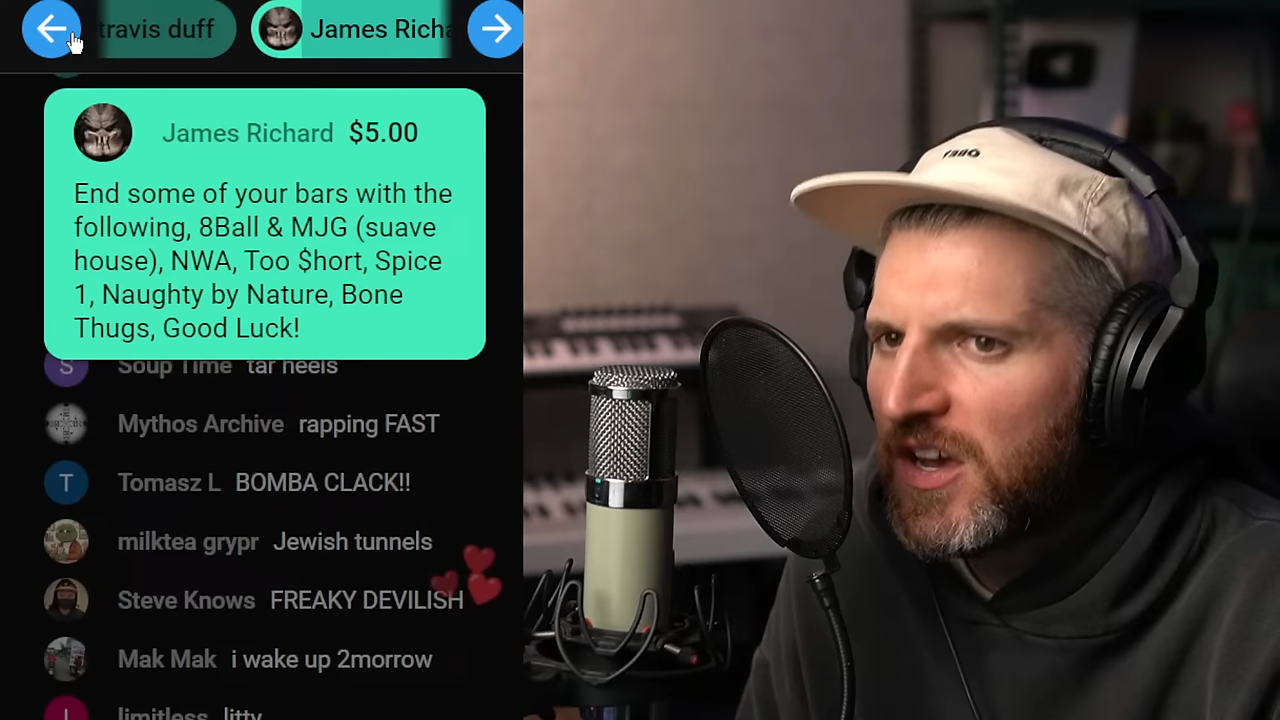 travis duff
James Richa
James Richard $5.00
End some of your bars with the
following, 8Ball & MJG (suave
house), NWA, Too $hort, Spice
1, Naughty by Nature, Bone
Thugs, Good Luck!
S Soup Time tar heels
Mythos Archive rapping FAST
T Tomasz L BOMBA CLACK!!
milktea grypr Jewish tunnels
Steve Knows FREAKY DEVILISH
Mak Mak i wake up 2morrow
limitless litty